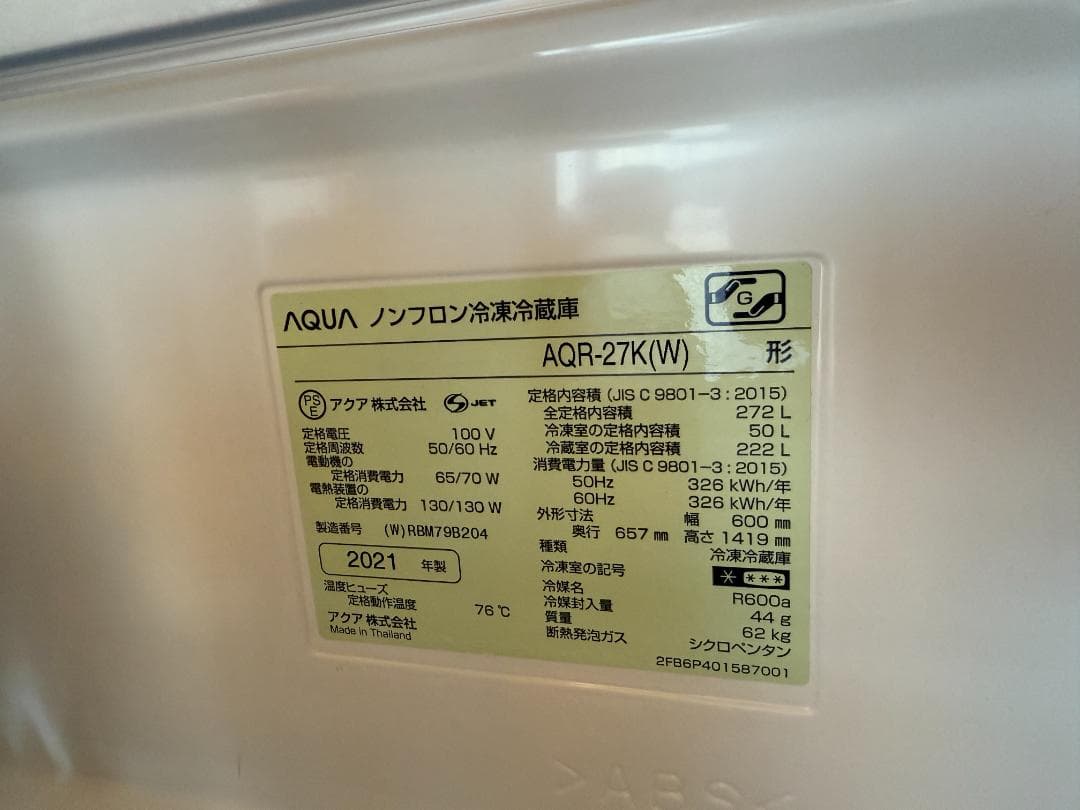 AQUA ノンフロン冷凍冷蔵庫
G
AQR-27K(W) 形
PSE アクア株式会社 S JET
定格電圧 100 V
定格周波数 50/60 Hz
電動機の
定格消費電力 65/70 W
電熱装置の
定格消費電力 130/130 W
製造番号 (W)RBM79B204
2021 年製
温度ヒューズ
定格動作温度 76℃
アクア株式会社
Made in Thailand
定格内容積 (JIS C 9801-3 : 2015)
全定格内容積 272 L
冷凍室の定格内容積 50 L
冷蔵室の定格内容積 222 L
消費電力量 (JIS C 9801-3 : 2015)
50Hz 326 kWh/年
60Hz 326 kWh/年
外形寸法 幅 600 mm
奥行 657 mm 高さ 1419 mm
種類 冷凍冷蔵庫
冷凍室の記号 * ***
冷媒名 R600a
冷媒封入量 44 g
質量 62 kg
断熱発泡ガス シクロペンタン
2FB6P401587001